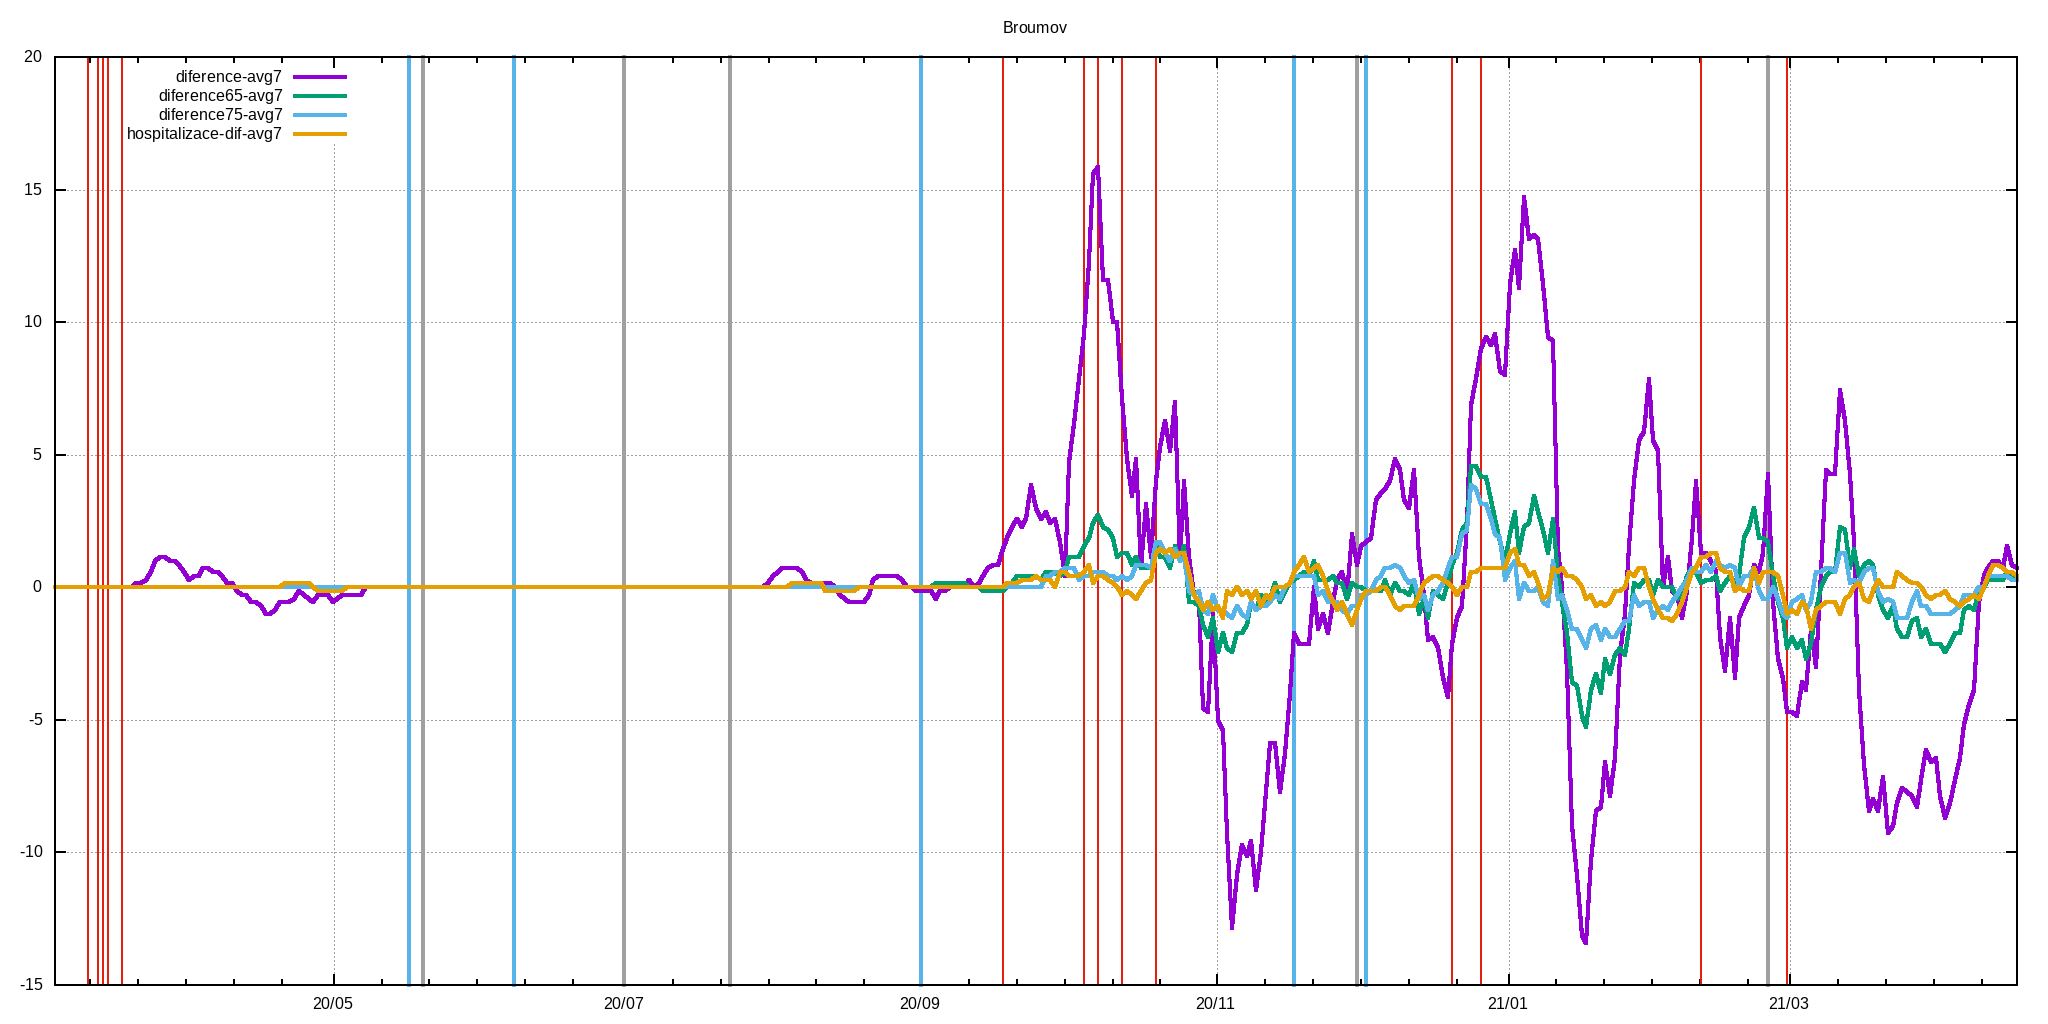 Broumov
20
diference-avg7
diference65-avg7
diference75-avg7
hospitalizace-dif-avg7
15
10
5
0
-5
-10
-15
20/05 20/07 20/09 20/11 21/01 21/03